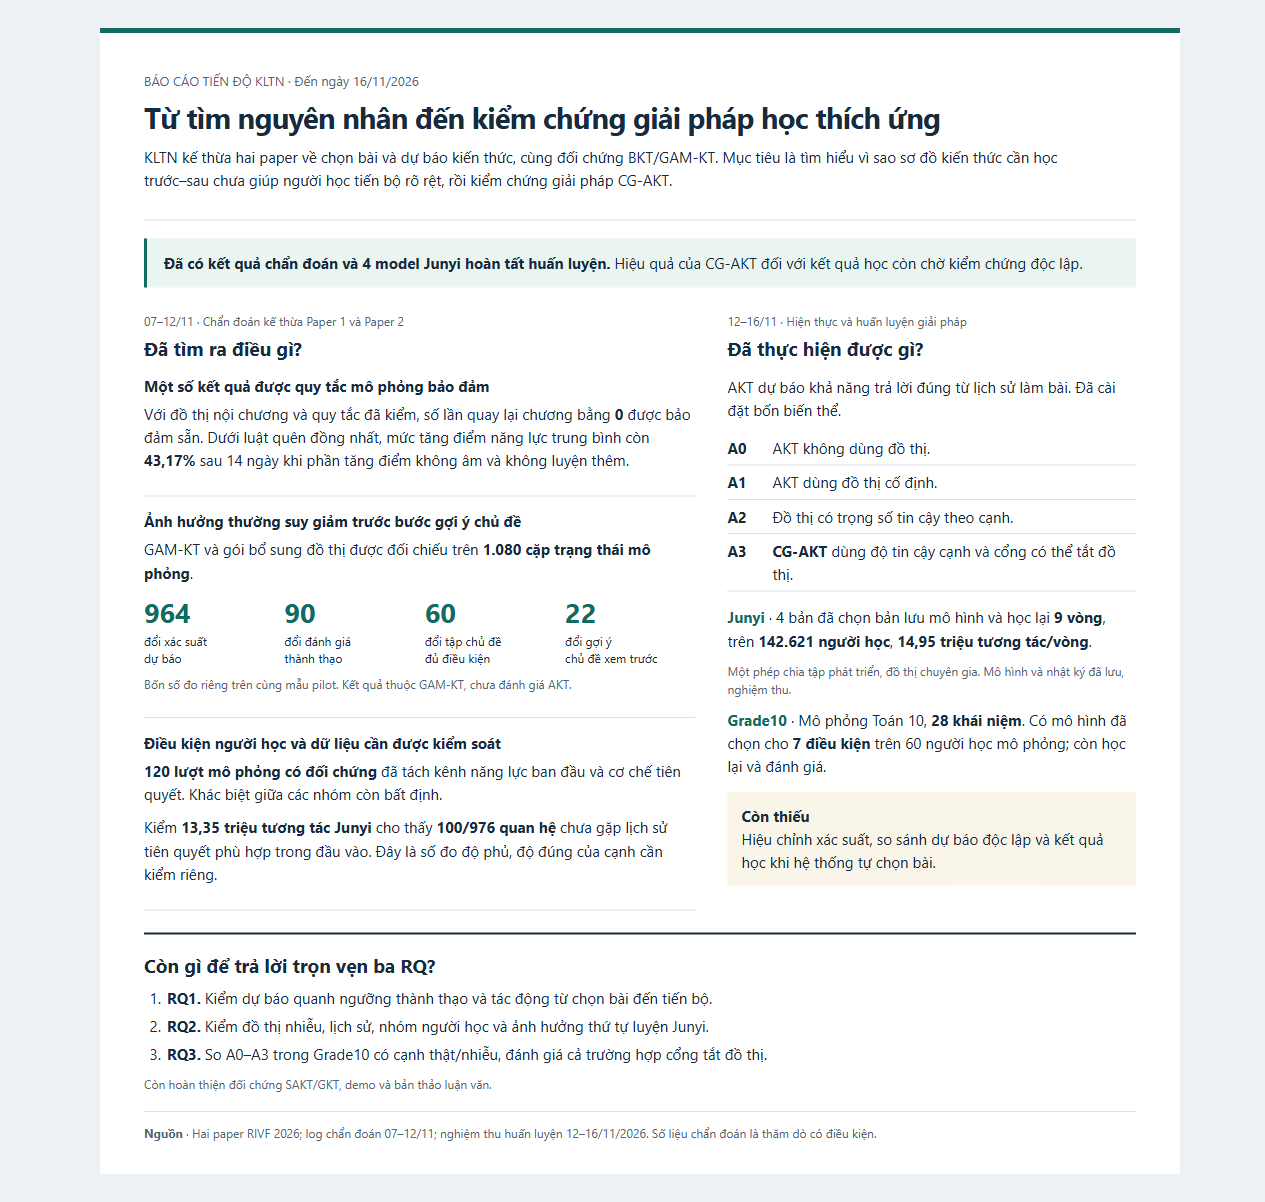 BÁO CÁO TIẾN ĐỘ KLTN · Đến ngày 16/11/2026
Từ tìm nguyên nhân đến kiểm chứng giải pháp học thích ứng
KLTN kế thừa hai paper về chọn bài và dự báo kiến thức, cùng đối chứng BKT/GAM-KT. Mục tiêu là tìm hiểu vì sao sơ đồ kiến thức cần học
trước–sau chưa giúp người học tiến bộ rõ rệt, rồi kiểm chứng giải pháp CG-AKT.
Đã có kết quả chẩn đoán và 4 model Junyi hoàn tất huấn luyện. Hiệu quả của CG-AKT đối với kết quả học còn chờ kiểm chứng độc lập.
07–12/11 · Chẩn đoán kế thừa Paper 1 và Paper 2
Đã tìm ra điều gì?
Một số kết quả được quy tắc mô phỏng bảo đảm
Với đồ thị nội chương và quy tắc đã kiểm, số lần quay lại chương bằng 0 được bảo
đảm sẵn. Dưới luật quên đồng nhất, mức tăng điểm năng lực trung bình còn
43,17% sau 14 ngày khi phần tăng điểm không âm và không luyện thêm.
Ảnh hưởng thường suy giảm trước bước gợi ý chủ đề
GAM-KT và gói bổ sung đồ thị được đối chiếu trên 1.080 cặp trạng thái mô
phỏng.
964
đổi xác suất
dự báo
90
đổi đánh giá
thành thạo
60
đổi tập chủ đề
đủ điều kiện
22
đổi gợi ý
chủ đề xem trước
Bốn số đo riêng trên cùng mẫu pilot. Kết quả thuộc GAM-KT, chưa đánh giá AKT.
Điều kiện người học và dữ liệu cần được kiểm soát
120 lượt mô phỏng có đối chứng đã tách kênh năng lực ban đầu và cơ chế tiên
quyết. Khác biệt giữa các nhóm còn bất định.
Kiểm 13,35 triệu tương tác Junyi cho thấy 100/976 quan hệ chưa gặp lịch sử
tiên quyết phù hợp trong đầu vào. Đây là số đo độ phủ, độ đúng của cạnh cần
kiểm riêng.
12–16/11 · Hiện thực và huấn luyện giải pháp
Đã thực hiện được gì?
AKT dự báo khả năng trả lời đúng từ lịch sử làm bài. Đã cài
đặt bốn biến thể.
A0 AKT không dùng đồ thị.
A1 AKT dùng đồ thị cố định.
A2 Đồ thị có trọng số tin cậy theo cạnh.
A3 CG-AKT dùng độ tin cậy cạnh và cổng có thể tắt đồ
thị.
Junyi · 4 bản đã chọn bản lưu mô hình và học lại 9 vòng,
trên 142.621 người học, 14,95 triệu tương tác/vòng.
Một phép chia tập phát triển, đồ thị chuyên gia. Mô hình và nhật ký đã lưu,
nghiệm thu.
Grade10 · Mô phỏng Toán 10, 28 khái niệm. Có mô hình đã
chọn cho 7 điều kiện trên 60 người học mô phỏng; còn học
lại và đánh giá.
Còn thiếu
Hiệu chỉnh xác suất, so sánh dự báo độc lập và kết quả
học khi hệ thống tự chọn bài.
Còn gì để trả lời trọn vẹn ba RQ?
1. RQ1. Kiểm dự báo quanh ngưỡng thành thạo và tác động từ chọn bài đến tiến bộ.
2. RQ2. Kiểm đồ thị nhiễu, lịch sử, nhóm người học và ảnh hưởng thứ tự luyện Junyi.
3. RQ3. So A0–A3 trong Grade10 có cạnh thật/nhiễu, đánh giá cả trường hợp cổng tắt đồ thị.
Còn hoàn thiện đối chứng SAKT/GKT, demo và bản thảo luận văn.
Nguồn · Hai paper RIVF 2026; log chẩn đoán 07–12/11; nghiệm thu huấn luyện 12–16/11/2026. Số liệu chẩn đoán là thăm dò có điều kiện.